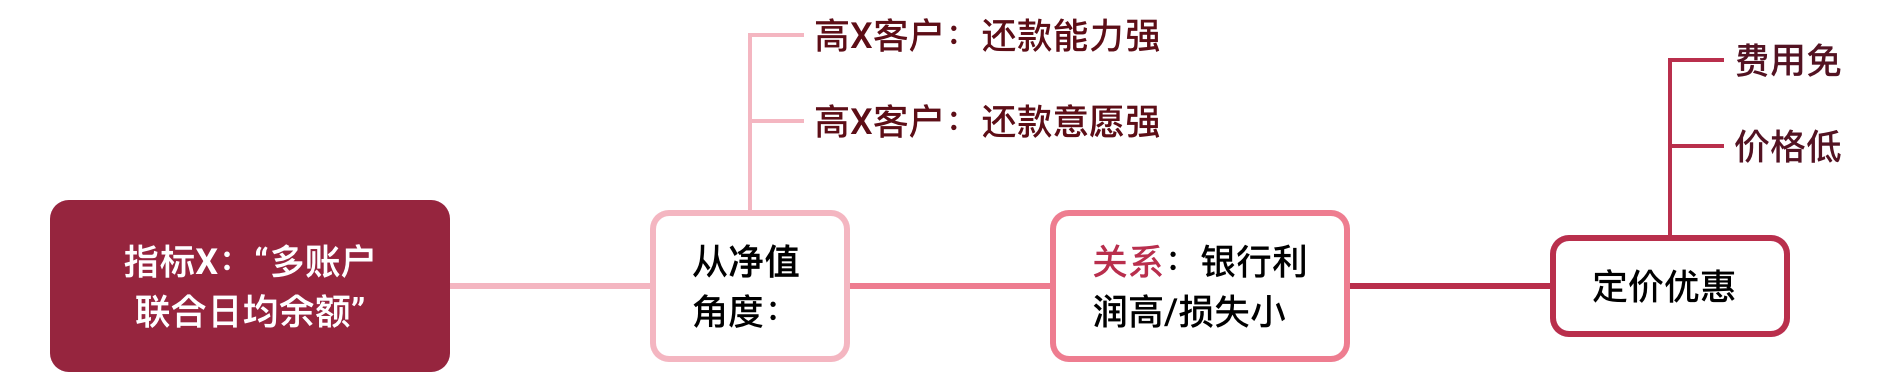 高X客户：还款能力强
高X客户：还款意愿强
费用免
价格低
指标X：“多账户
联合日均余额”
从净值
角度：
关系：银行利
润高/损失小
定价优惠